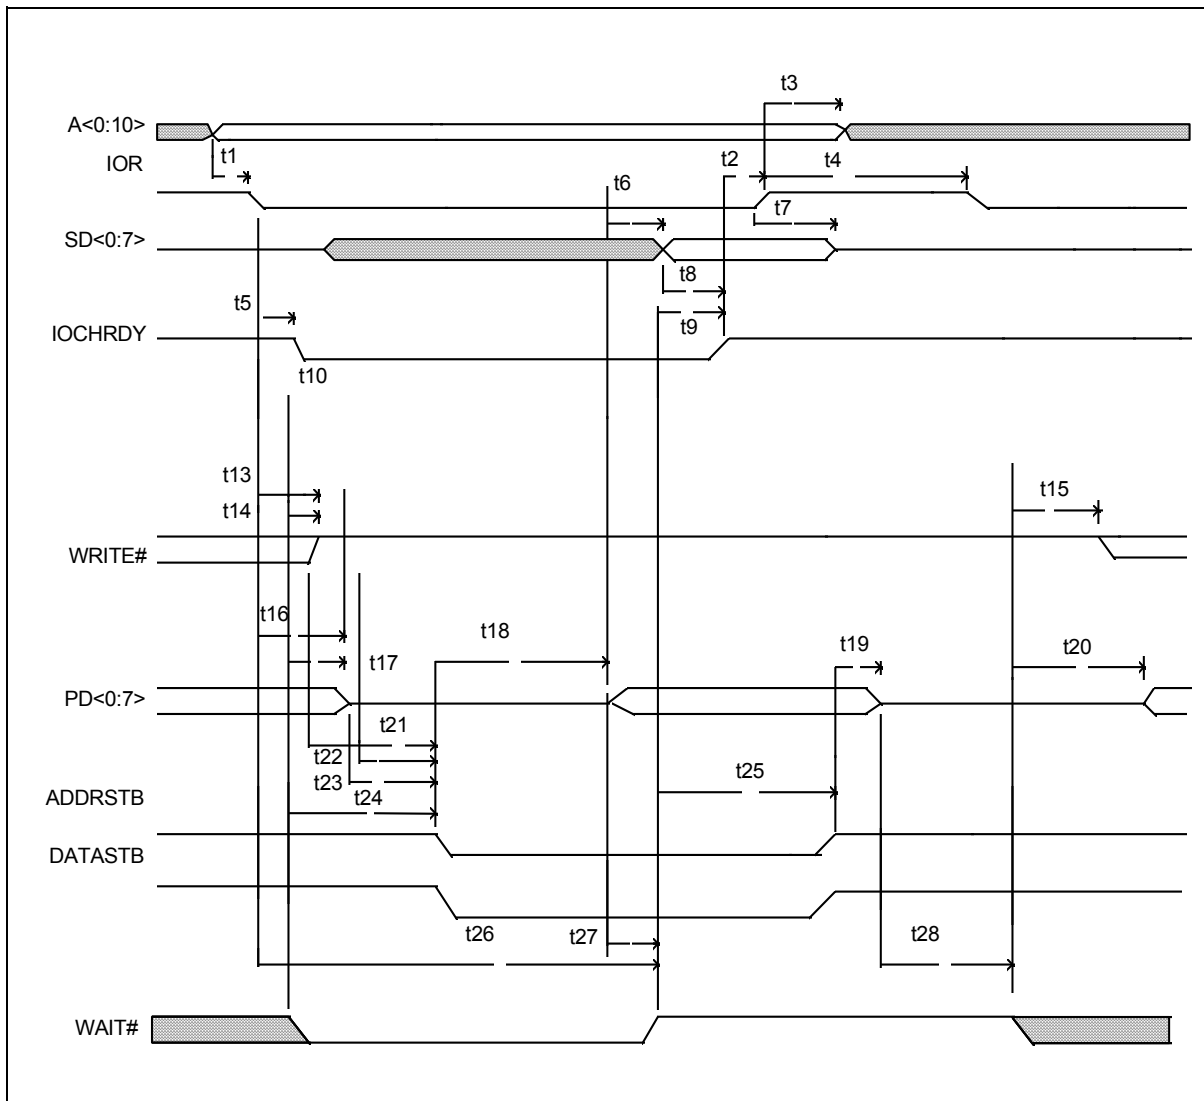 t3
A<0:10>
t1
t2
t4
IOR
t6
t7
SD<0:7>
t8
t5
t9
IOCHRDY
t10
t13
t15
t14
WRITE#
t16
t18
t17
t19
t20
PD<0:7>
t21
t22
t23
t25
t24
ADDRSTB
DATASTB
t26
t27
t28
WAIT#